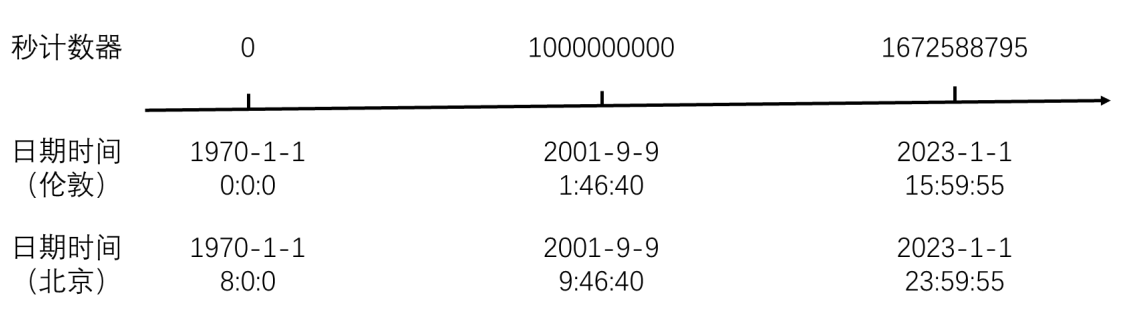 秒计数器 0 1000000000 1672588795
日期时间 1970-1-1 2001-9-9 2023-1-1
（伦敦） 0:0:0 1:46:40 15:59:55
日期时间 1970-1-1 2001-9-9 2023-1-1
（北京） 8:0:0 9:46:40 23:59:55